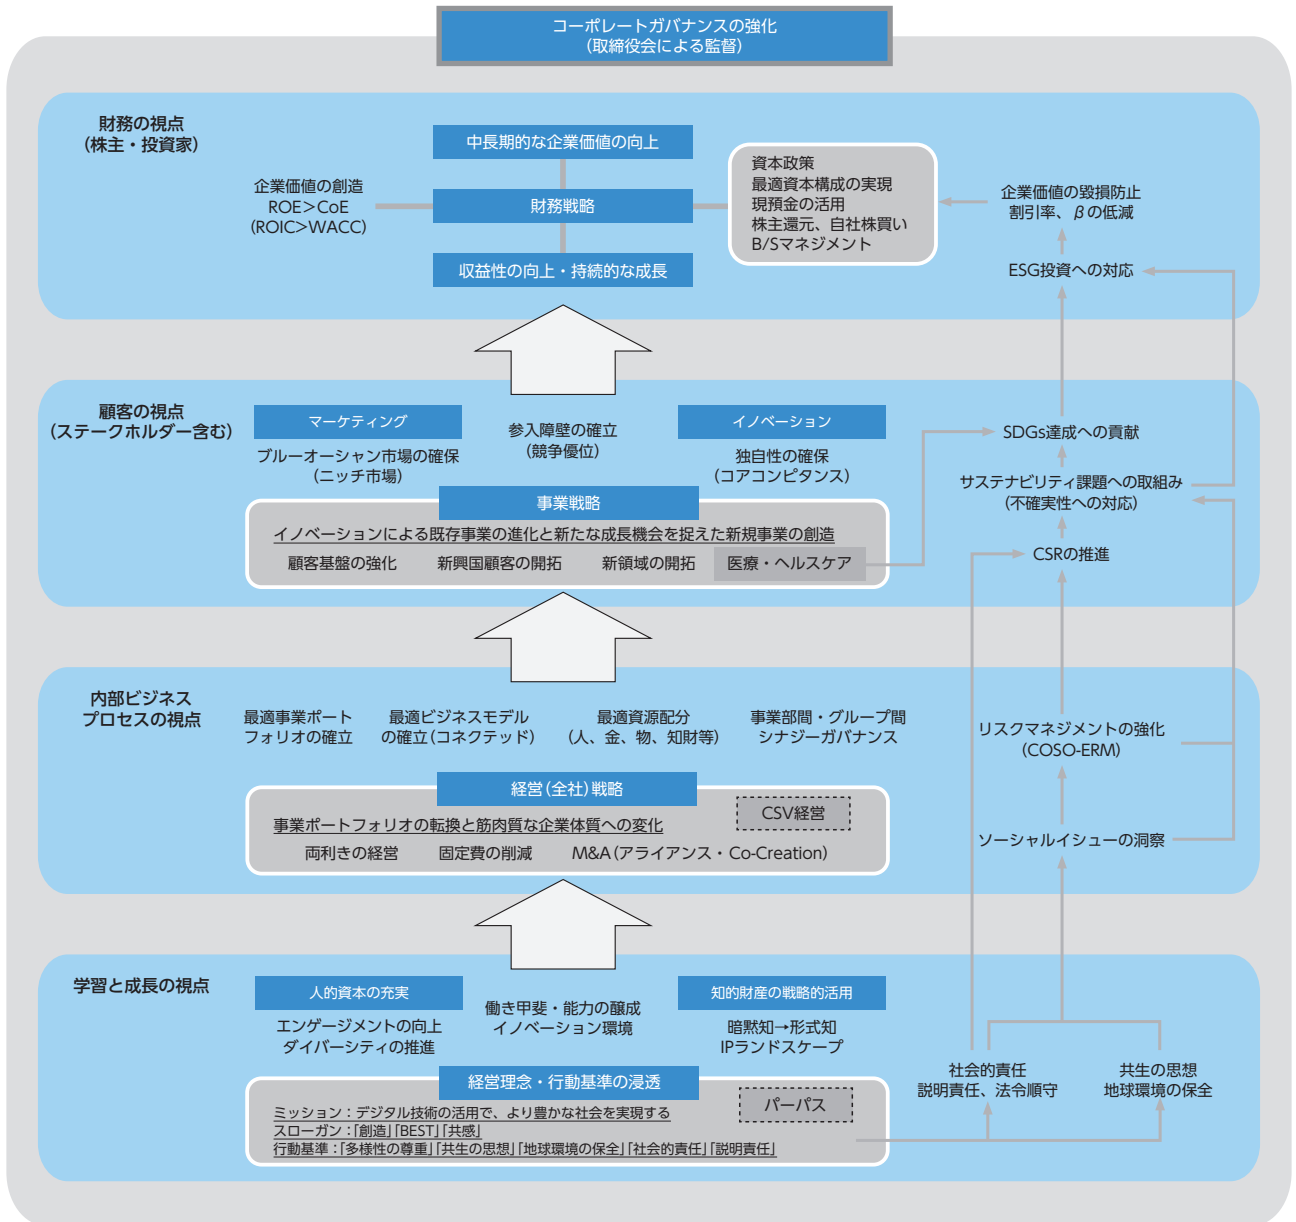 コーポレートガバナンスの強化
(取締役会による監督)
財務の視点
(株主・投資家)
中長期的な企業価値の向上
企業価値の創造
ROE>CoE
(ROIC>WACC)
財務戦略
収益性の向上・持続的な成長
資本政策
最適資本構成の実現
現預金の活用
株主還元、自社株買い
B/Sマネジメント
企業価値の毀損防止
割引率、βの低減
ESG投資への対応
顧客の視点
(ステークホルダー含む)
マーケティング
ブルーオーシャン市場の確保
(ニッチ市場)
参入障壁の確立
(競争優位)
イノベーション
独自性の確保
(コアコンピタンス)
事業戦略
イノベーションによる既存事業の進化と新たな成長機会を捉えた新規事業の創造
顧客基盤の強化 新興国顧客の開拓 新領域の開拓 医療・ヘルスケア
SDGs達成への貢献
サステナビリティ課題への取組み
(不確実性への対応)
CSRの推進
内部ビジネス
プロセスの視点
最適事業ポート
フォリオの確立
最適ビジネスモデル
の確立(コネクテッド)
最適資源配分
(人、金、物、知財等)
事業部間・グループ間
シナジーガバナンス
経営(全社)戦略
CSV経営
事業ポートフォリオの転換と筋肉質な企業体質への変化
両利きの経営 固定費の削減 M&A(アライアンス・Co-Creation)
リスクマネジメントの強化
(COSO-ERM)
ソーシャルイシューの洞察
学習と成長の視点
人的資本の充実
エンゲージメントの向上
ダイバーシティの推進
働き甲斐・能力の醸成
イノベーション環境
知的財産の戦略的活用
暗黙知→形式知
IPランドスケープ
経営理念・行動基準の浸透
パーパス
ミッション：デジタル技術の活用で、より豊かな社会を実現する
スローガン：「創造」「BEST」「共感」
行動基準：「多様性の尊重」「共生の思想」「地球環境の保全」「社会的責任」「説明責任」
社会的責任
説明責任、法令順守
共生の思想
地球環境の保全